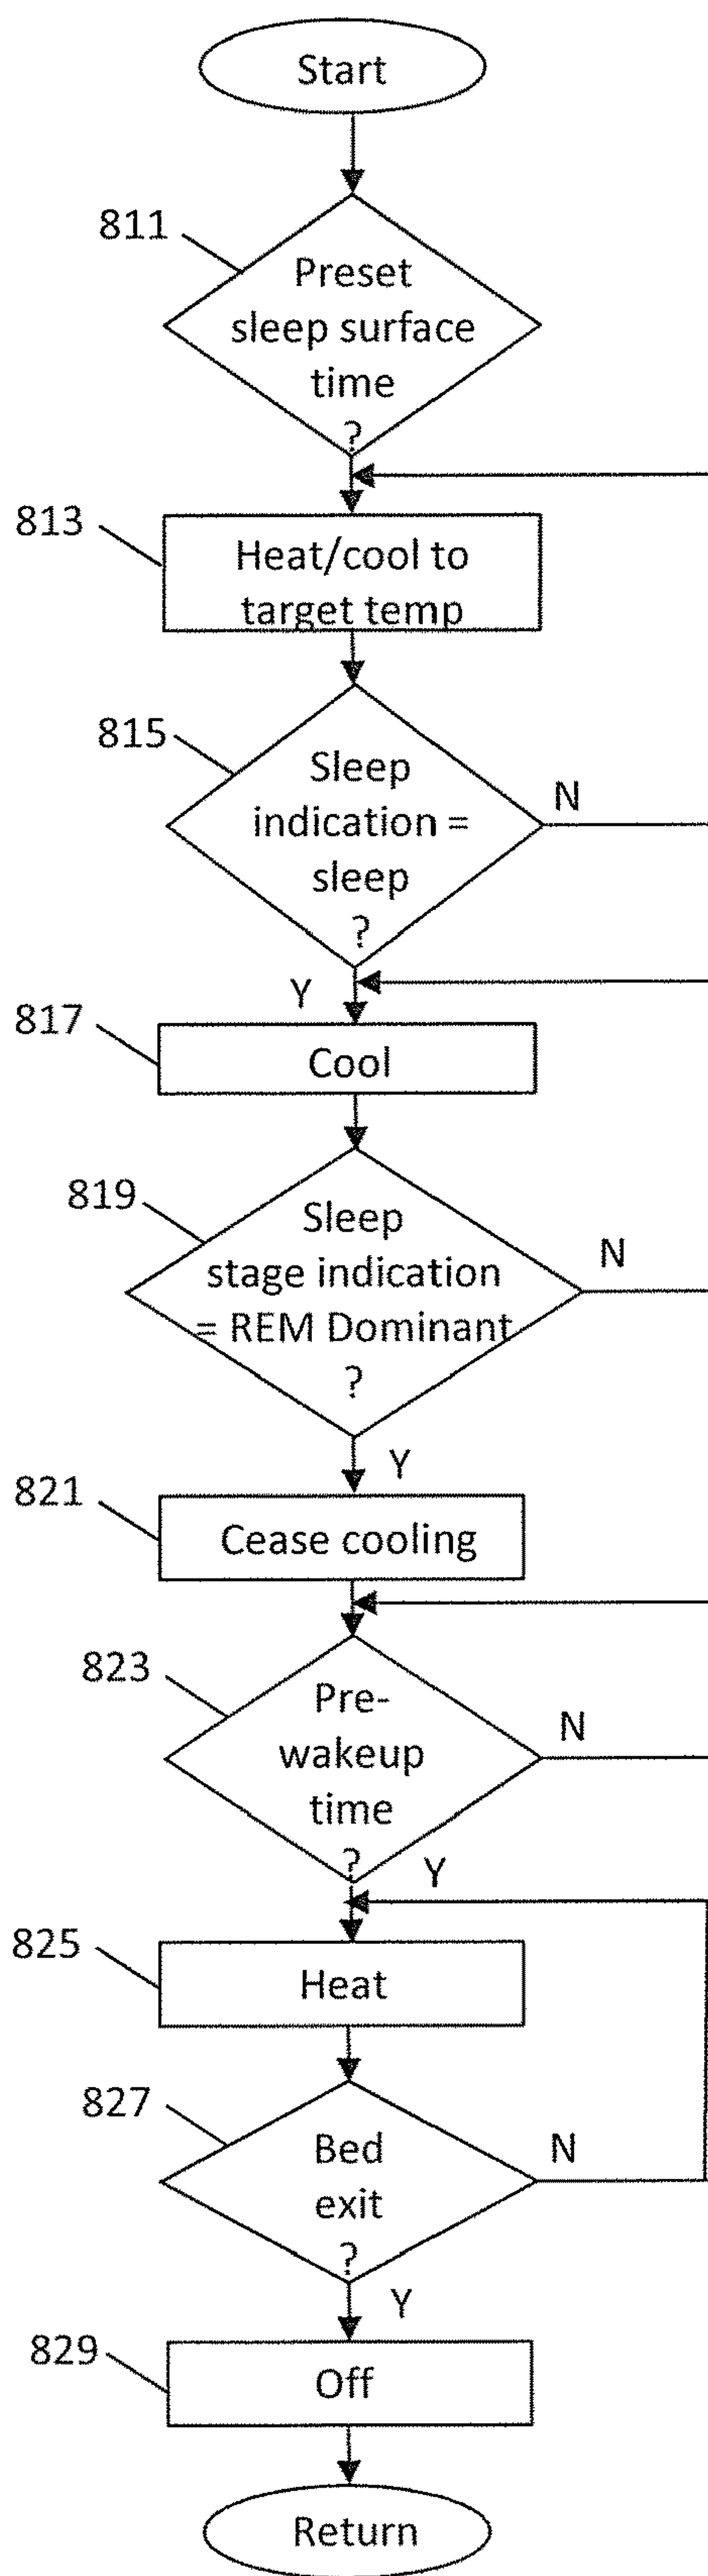 Start
811
Preset
sleep surface
time
?
813
Heat/cool to
target temp
815
Sleep
indication =
sleep
?
N
Y
817
Cool
819
Sleep
stage indication
= REM Dominant
?
N
Y
821
Cease cooling
823
Pre-
wakeup
time
?
N
Y
825
Heat
827
Bed
exit
?
N
Y
829
Off
Return